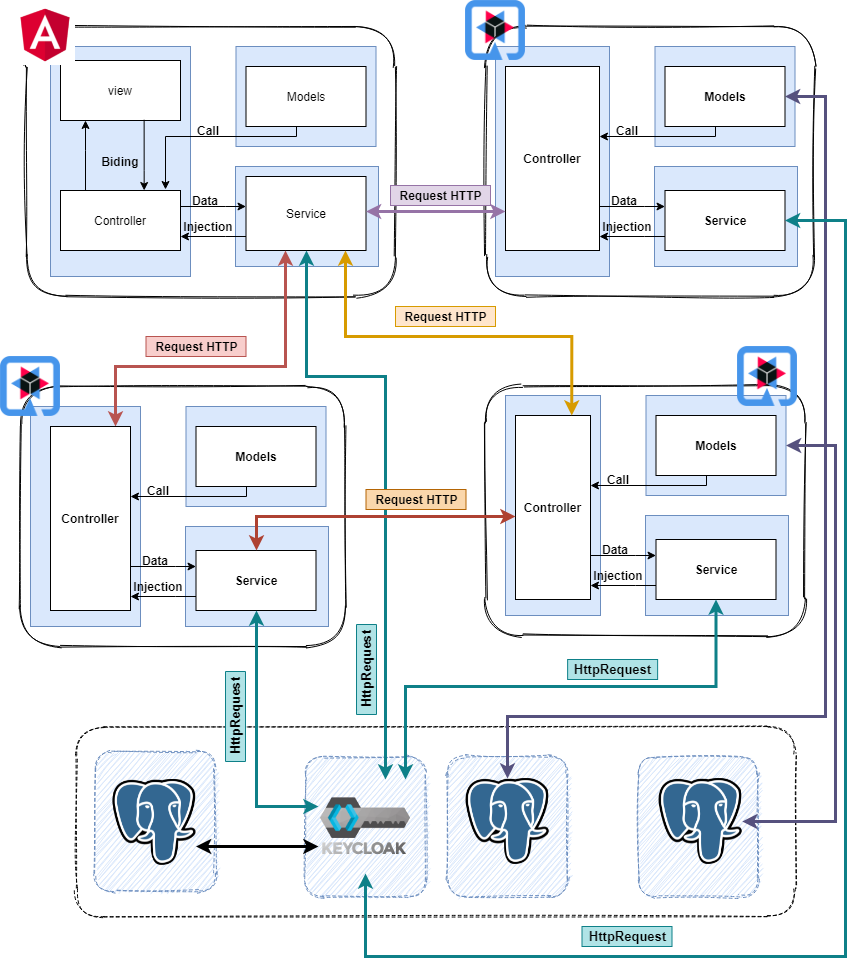 A
view
Biding
Controller
Models
Call
Data
Injection
Service
Request HTTP
Controller
Models
Call
Data
Injection
Service
Request HTTP
Request HTTP
Controller
Models
Call
Data
Injection
Service
Request HTTP
Controller
Models
Call
Data
Injection
Service
HttpRequest
HttpRequest
HttpRequest
KEYCLOAK
HttpRequest